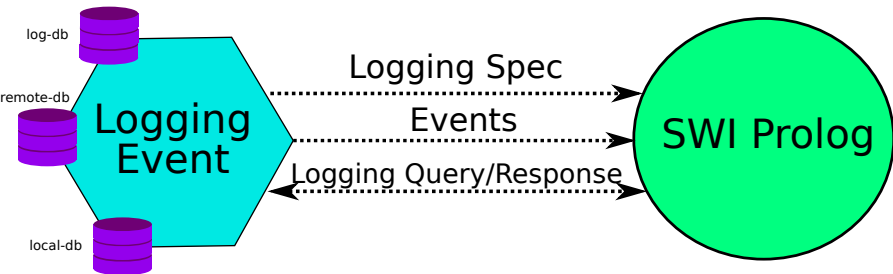 log-db
remote-db
local-db
Logging
Event
Logging Spec
Events
Logging Query/Response
SWI Prolog